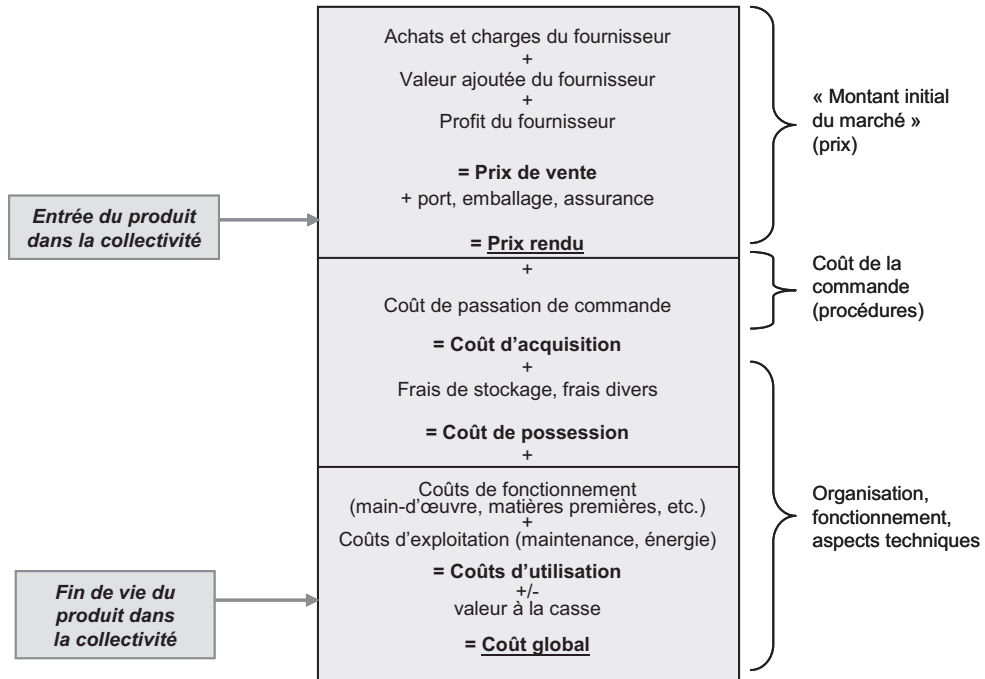 Achats et charges du fournisseur
+
Valeur ajoutée du fournisseur
+
Profit du fournisseur
= Prix de vente
+ port, emballage, assurance
= Prix rendu
« Montant initial
du marché »
(prix)
Entrée du produit
dans la collectivité
+
Coût de passation de commande
= Coût d'acquisition
+
Frais de stockage, frais divers
= Coût de possession
+
Coût de la
commande
(procédures)
Coûts de fonctionnement
(main-d'œuvre, matières premières, etc.)
+
Coûts d'exploitation (maintenance, énergie)
= Coûts d'utilisation
+/-
valeur à la casse
= Coût global
Organisation,
fonctionnement,
aspects techniques
Fin de vie du
produit dans
la collectivité